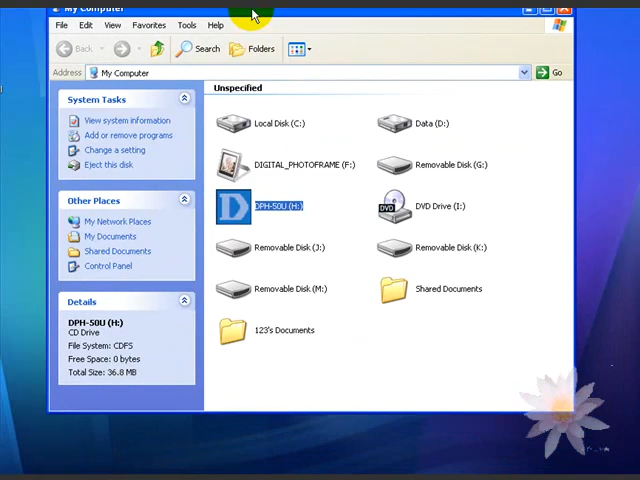 My Computer
File Edit View Favorites Tools Help
Back Search Folders
Address My Computer Go
System Tasks
View system information
Add or remove programs
Change a setting
Eject this disk
Other Places
My Network Places
My Documents
Shared Documents
Control Panel
Details
DPH-50U (H:)
CD Drive
File System: CDFS
Free Space: 0 bytes
Total Size: 36.8 MB
Unspecified
Local Disk (C:) Data (D:)
DIGITAL_PHOTOFRAME (F:) Removable Disk (G:)
DPH-50U (H:) DVD DVD Drive (I:)
Removable Disk (J:) Removable Disk (K:)
Removable Disk (M:) Shared Documents
123's Documents